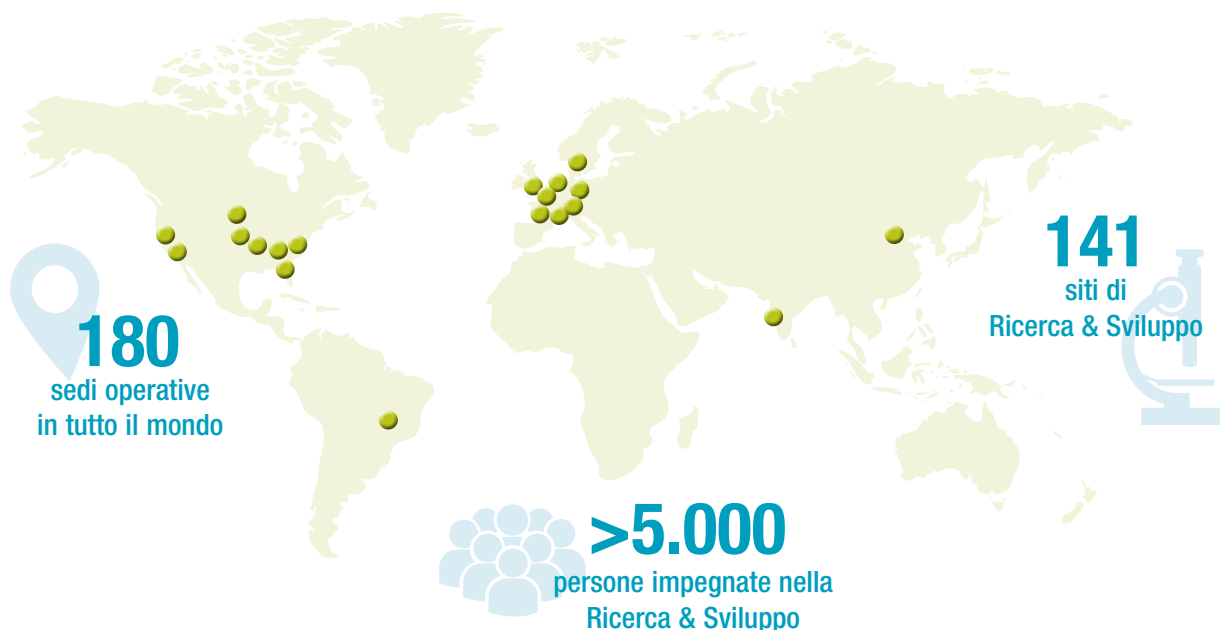 141
siti di
Ricerca & Sviluppo
180
sedi operative
in tutto il mondo
>5.000
persone impegnate nella
Ricerca & Sviluppo